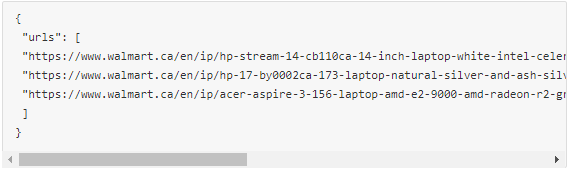 {
"urls": [
"https://www.walmart.ca/en/ip/hp-stream-14-cb110ca-14-inch-laptop-white-intel-celer
"https://www.walmart.ca/en/ip/hp-17-by0002ca-173-laptop-natural-silver-and-ash-silv
"https://www.walmart.ca/en/ip/acer-aspire-3-156-laptop-amd-e2-9000-amd-radeon-r2-gr
]
}